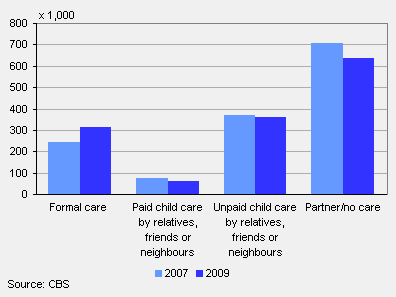 x 1,000
800
700
600
500
400
300
200
100
0
Formal care
Paid child care
by relatives,
friends or
neighbours
Unpaid child care
by relatives,
friends or
neighbours
Partner/no care
2007 2009
Source: CBS